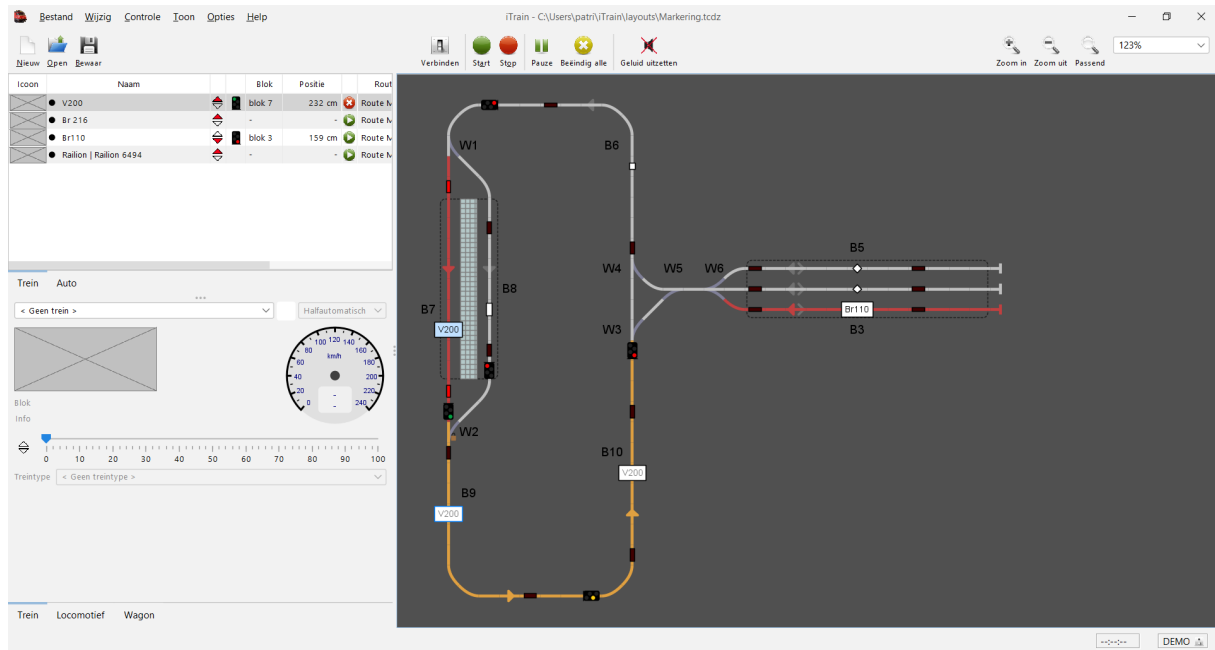 iTrain - C:\Users\patri\iTrain\layouts\Markering.tcdz
Bestand Wijzig Controle Toon Opties Help
Nieuw Open Bewaar Verbinden Start Stop Pauze Beëindig alle Geluid uitzetten Zoom in Zoom uit Passend 123%
Icoon Naam Blok Positie Rout
V200 blok 7 232 cm Route M
Br 216 - - Route M
Br110 blok 3 159 cm Route M
Railion | Railion 6494 - - Route M
Trein Auto
< Geen trein > Halfautomatisch
0 20 40 60 80 100 120 140 160 180 200 220 240
km/h
-
-
Blok
Info
0 10 20 30 40 50 60 70 80 90 100
Treintype < Geen treintype >
Trein Locomotief Wagon
W1 B6
B5
W4 W5 W6
B8
B7 Br110
V200 W3 B3
W2
B10
V200
B9
V200
--:--:-- DEMO